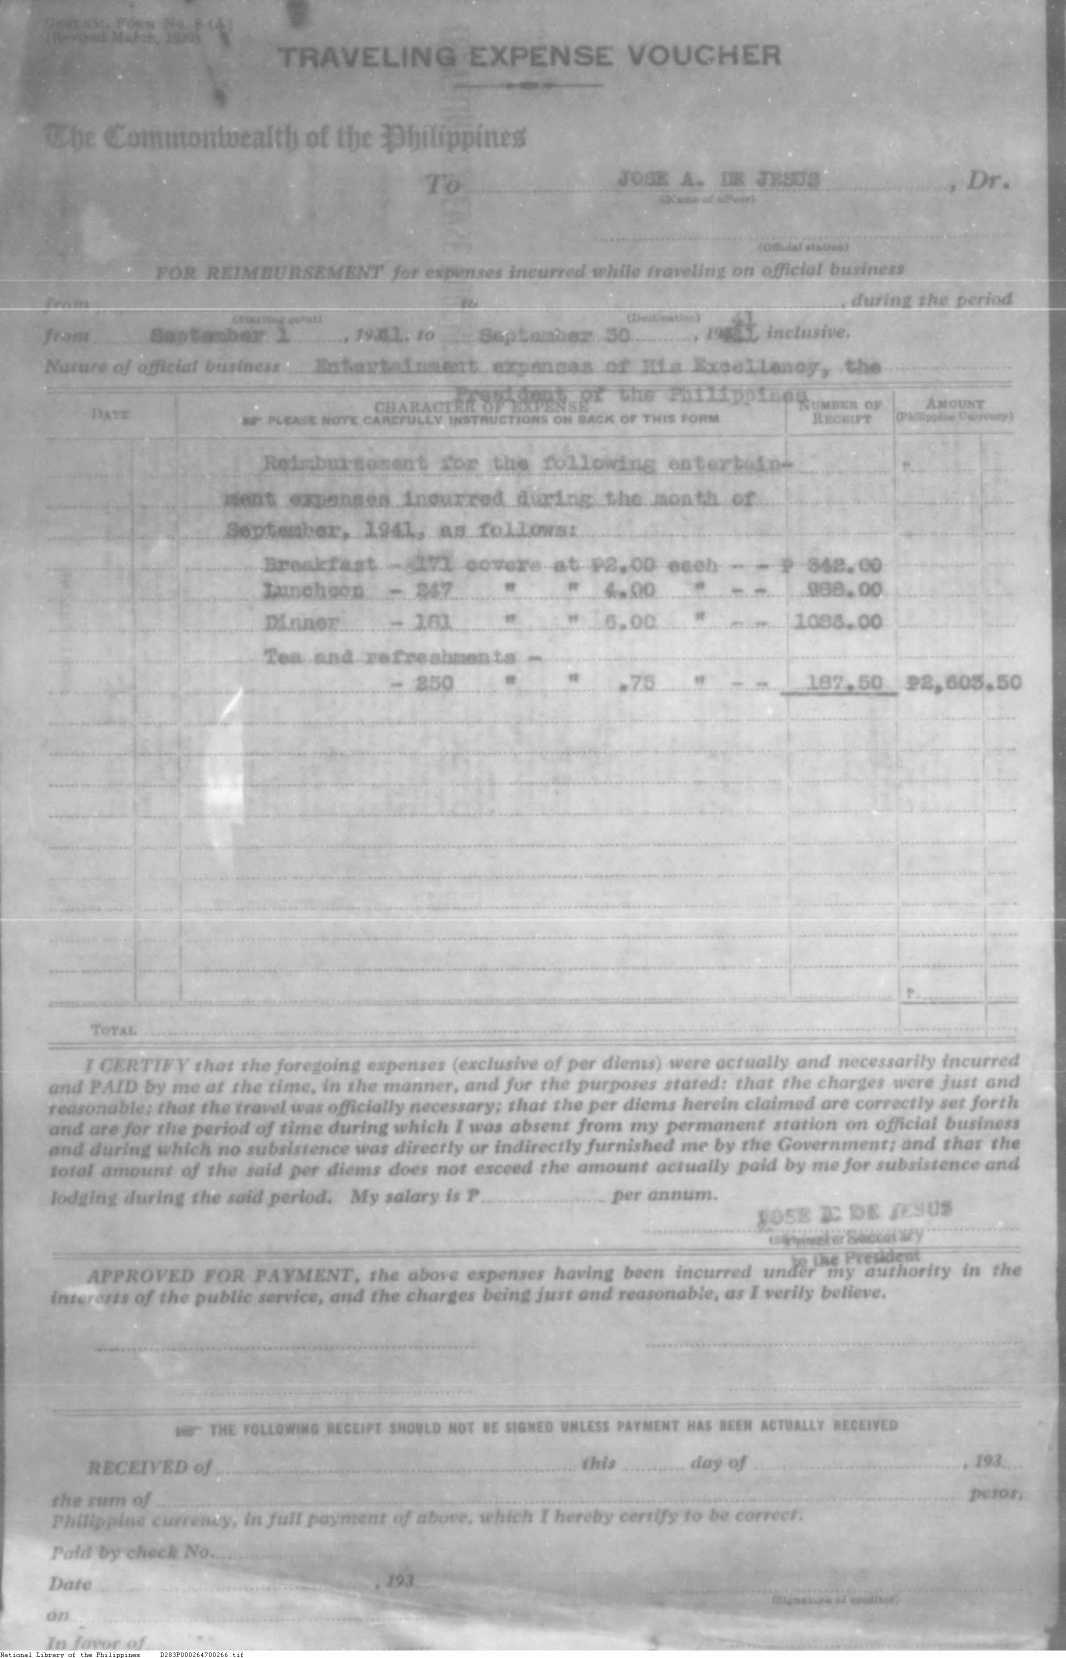 GENERAL FORM No. 8 (A)
(Revised March, 1930)
TRAVELING EXPENSE VOUCHER
The Commonwealth of the Philippines
To JOSE A. DE JESUS , Dr.
(Name of officer)
(Official station)
FOR REIMBURSEMENT for expenses incurred while traveling on official business
from to , during the period
(Starting point) (Destination)
from September 1 , 1941. to September 30 , 1941 inclusive.
Nature of official business Entertainment expenses of His Excellency, the
President of the Philippines
DATE CHARACTER OF EXPENSE NUMBER OF RECEIPT AMOUNT
PLEASE NOTE CAREFULLY INSTRUCTIONS ON BACK OF THIS FORM (Philippine Currency)
Reimbursement for the following entertain- ₱
ment expenses incurred during the month of
September, 1941, as follows:
Breakfast - 171 covers at ₱2.00 each - - ₱ 342.00
Luncheon - 247 " " 4.00 " - - 988.00
Dinner - 181 " " 6.00 " - - 1086.00
Tea and refreshments -
- 250 " " .75 " - - 187.50 ₱2,603.50
₱
TOTAL
I CERTIFY that the foregoing expenses (exclusive of per diems) were actually and necessarily incurred
and PAID by me at the time, in the manner, and for the purposes stated; that the charges were just and
reasonable; that the travel was officially necessary; that the per diems herein claimed are correctly set forth
and are for the period of time during which I was absent from my permanent station on official business
and during which no subsistence was directly or indirectly furnished me by the Government; and that the
total amount of the said per diems does not exceed the amount actually paid by me for subsistence and
lodging during the said period. My salary is ₱ per annum.
JOSE DE JESUS
Secretary
to the President
APPROVED FOR PAYMENT, the above expenses having been incurred under my authority in the
interests of the public service, and the charges being just and reasonable, as I verily believe.
THE FOLLOWING RECEIPT SHOULD NOT BE SIGNED UNLESS PAYMENT HAS BEEN ACTUALLY RECEIVED
RECEIVED of this day of , 193
the sum of pesos,
Philippine currency, in full payment of above, which I hereby certify to be correct.
Paid by check No.
Date , 193
(Signature of creditor)
on
In favor of
National Library of the Philippines D283P000264700266.tif